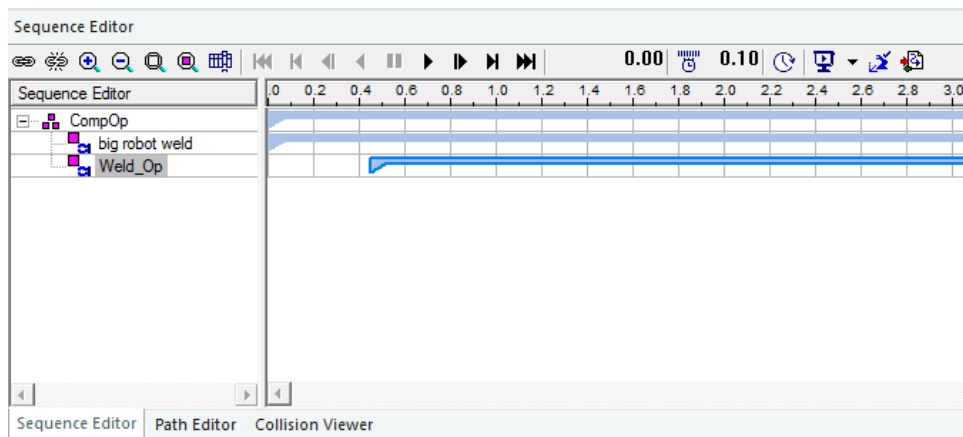 Sequence Editor
0.00 0.10
Sequence Editor .0 0.2 0.4 0.6 0.8 1.0 1.2 1.4 1.6 1.8 2.0 2.2 2.4 2.6 2.8 3.0
CompOp
big robot weld
Weld_Op
Sequence Editor Path Editor Collision Viewer